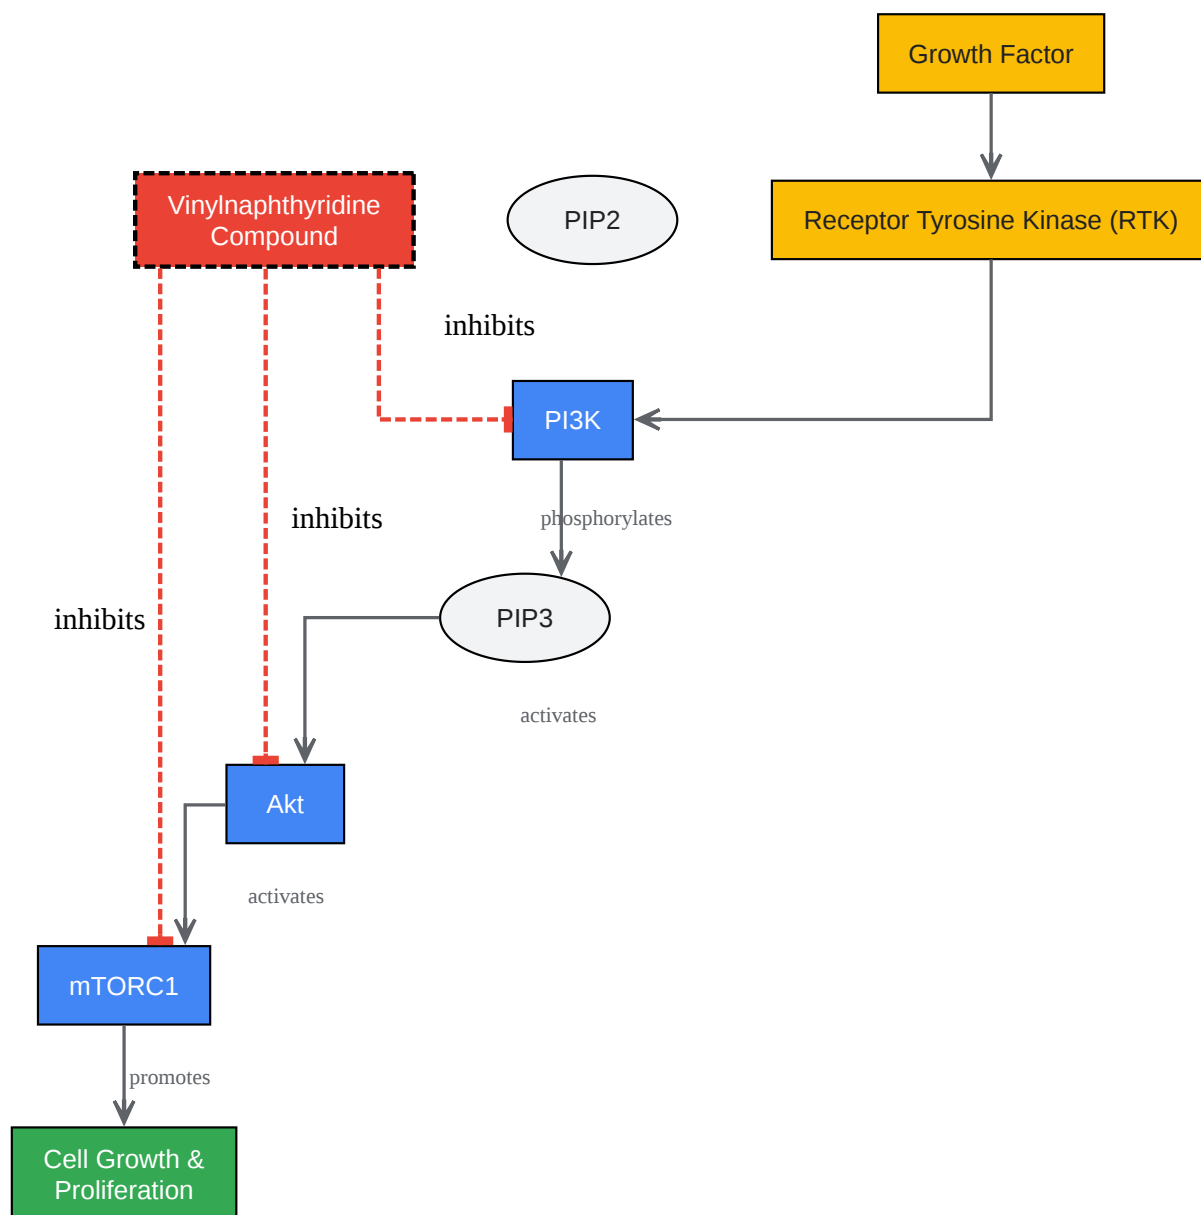 Growth Factor
Vinylnaphthyridine
Compound
PIP2
Receptor Tyrosine Kinase (RTK)
inhibits
PI3K
inhibits
phosphorylates
inhibits
PIP3
activates
Akt
activates
mTORC1
promotes
Cell Growth &
Proliferation